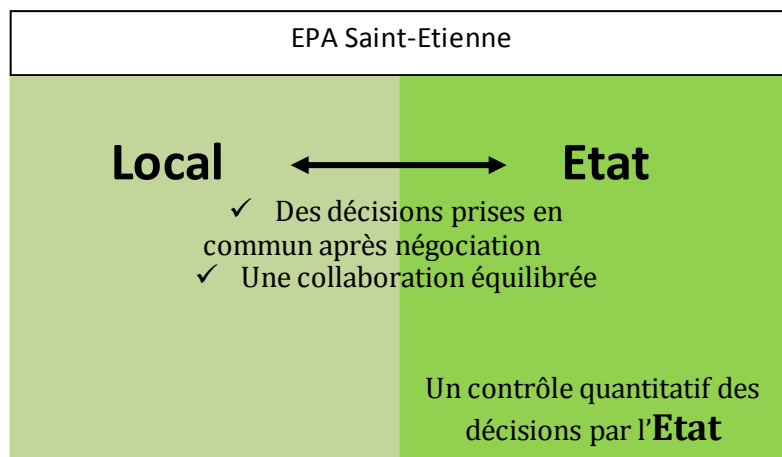 EPA Saint-Etienne
Local
Etat
✓ Des décisions prises en
commun après négociation
✓ Une collaboration équilibrée
Un contrôle quantitatif des
décisions par l'Etat